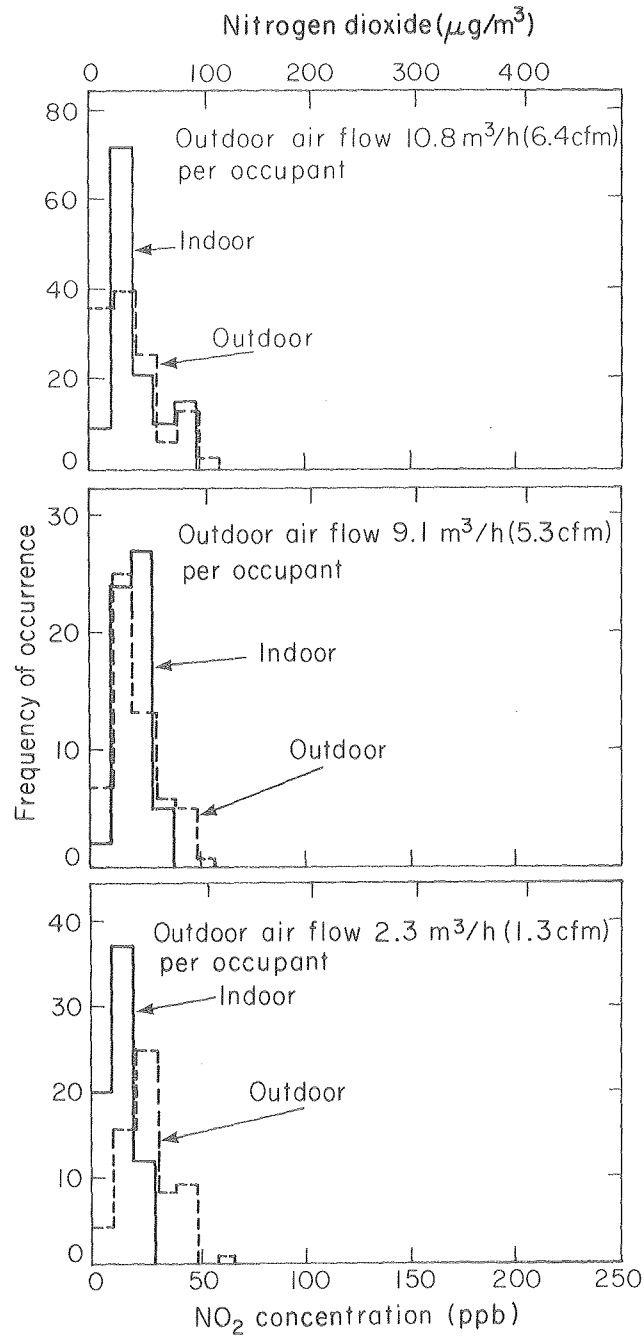 Nitrogen dioxide (μg/m³)
0 100 200 300 400
80
60
40
20
0
Outdoor air flow 10.8 m³/h (6.4 cfm)
per occupant
Indoor
Outdoor
Frequency of occurrence
30
20
10
0
Outdoor air flow 9.1 m³/h (5.3 cfm)
per occupant
Indoor
Outdoor
40
30
20
10
0
Outdoor air flow 2.3 m³/h (1.3 cfm)
per occupant
Indoor
Outdoor
0 50 100 150 200 250
NO₂ concentration (ppb)